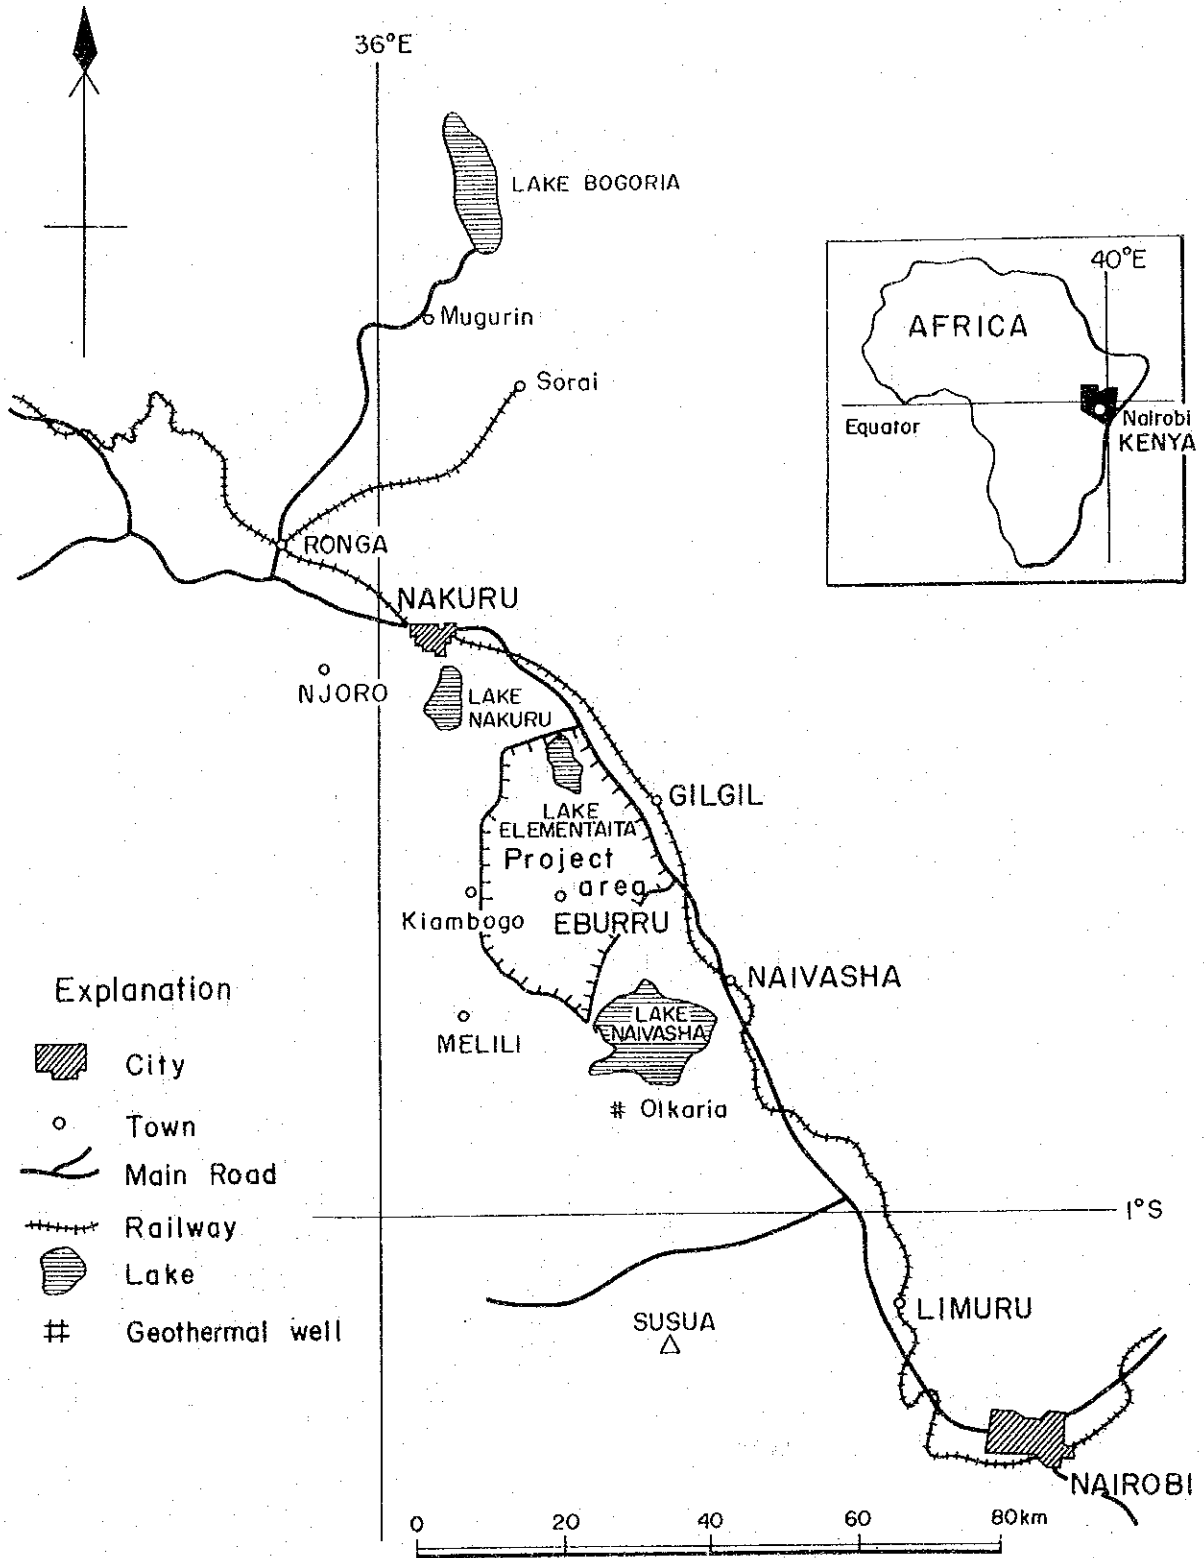 36°E
LAKE BOGORIA
Mugurin
Sorai
40°E
AFRICA
Equator
Nairobi
KENYA
RONGA
NAKURU
NJORO
LAKE
NAKURU
GILGIL
LAKE
ELEMENTAITA
Project
area
Kiambogo
EBURRU
NAIVASHA
LAKE
NAIVASHA
MELILI
# Olkaria
Explanation
City
Town
Main Road
Railway
Lake
Geothermal well
1°S
LIMURU
SUSUA
NAIROBI
0 20 40 60 80km